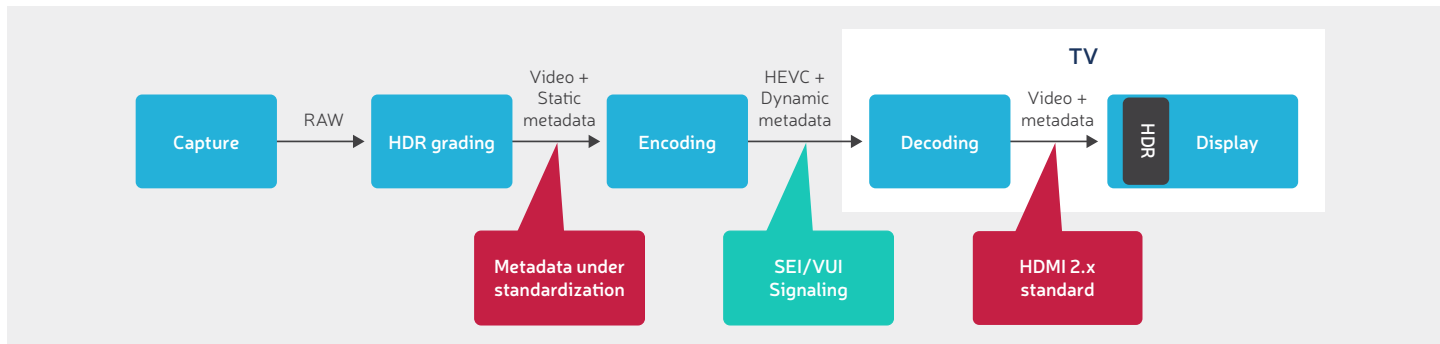 TV
Capture
RAW
HDR grading
Video +
Static
metadata
Encoding
HEVC +
Dynamic
metadata
Decoding
Video +
metadata
HDR
Display
Metadata under
standardization
SEI/VUI
Signaling
HDMI 2.x
standard